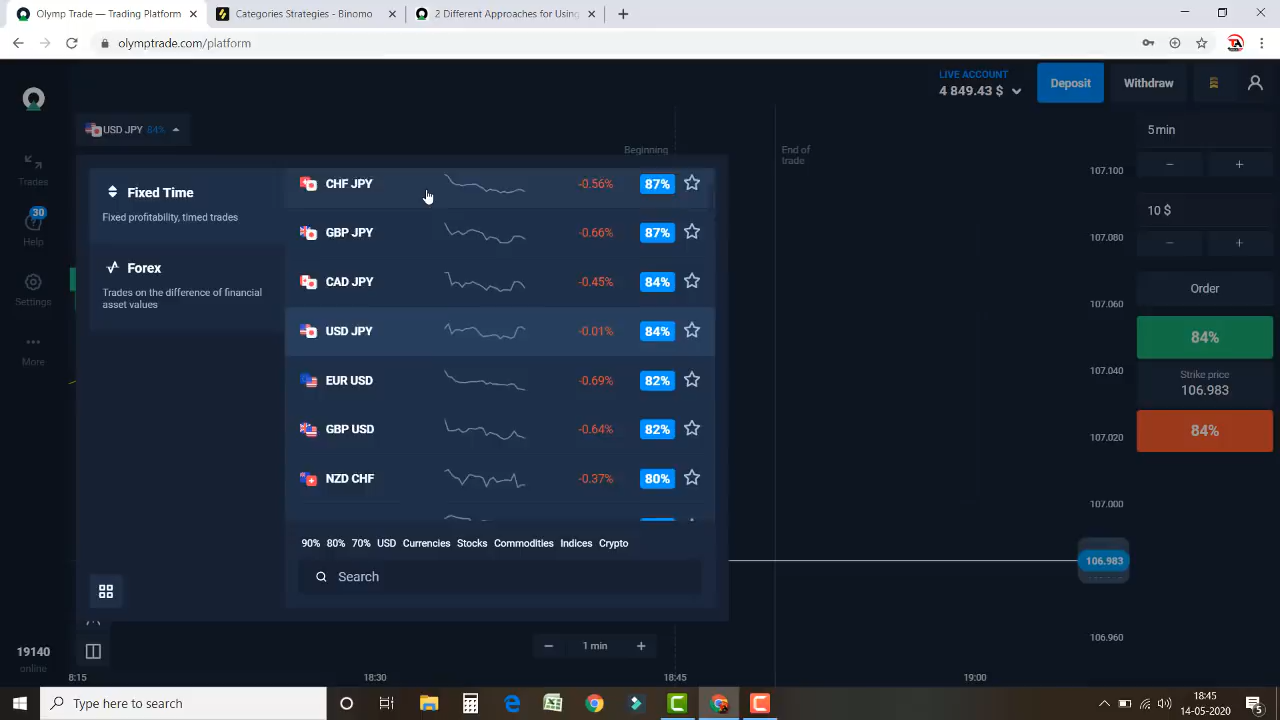 Olymp Trade — Trading Platform
Categories Strategies - Binomo
2 Different Approaches for Using
olymptrade.com/platform
LIVE ACCOUNT
4 849.43 $
Deposit
Withdraw
USD JPY 84%
Beginning
End of
trade
5 min
10 $
Order
84%
Strike price
106.983
84%
Trades
30
Help
Settings
More
19140
online
Fixed Time
Fixed profitability, timed trades
Forex
Trades on the difference of financial
asset values
CHF JPY -0.56% 87%
GBP JPY -0.66% 87%
CAD JPY -0.45% 84%
USD JPY -0.01% 84%
EUR USD -0.69% 82%
GBP USD -0.64% 82%
NZD CHF -0.37% 80%
90% 80% 70% USD Currencies Stocks Commodities Indices Crypto
Search
107.100
107.080
107.060
107.040
107.020
107.000
106.983
106.960
1 min
8:15 18:30 18:45 19:00
Type here to search
18:45
14-05-2020
5